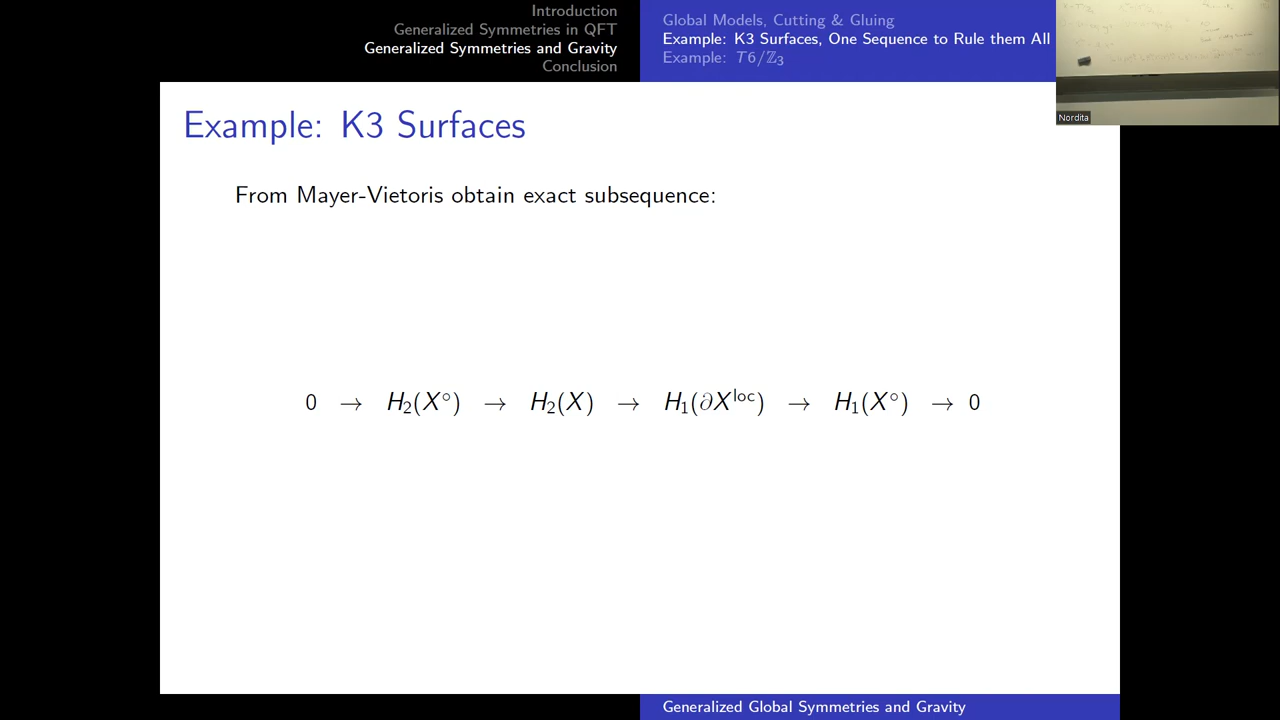 Introduction
Generalized Symmetries in QFT
Generalized Symmetries and Gravity
Conclusion
Global Models, Cutting & Gluing
Example: K3 Surfaces, One Sequence to Rule them All
Example: T6/ℤ₃
Nordita
Example: K3 Surfaces
From Mayer-Vietoris obtain exact subsequence:
0 → H₂(X°) → H₂(X) → H₁(∂X^loc) → H₁(X°) → 0
Generalized Global Symmetries and Gravity